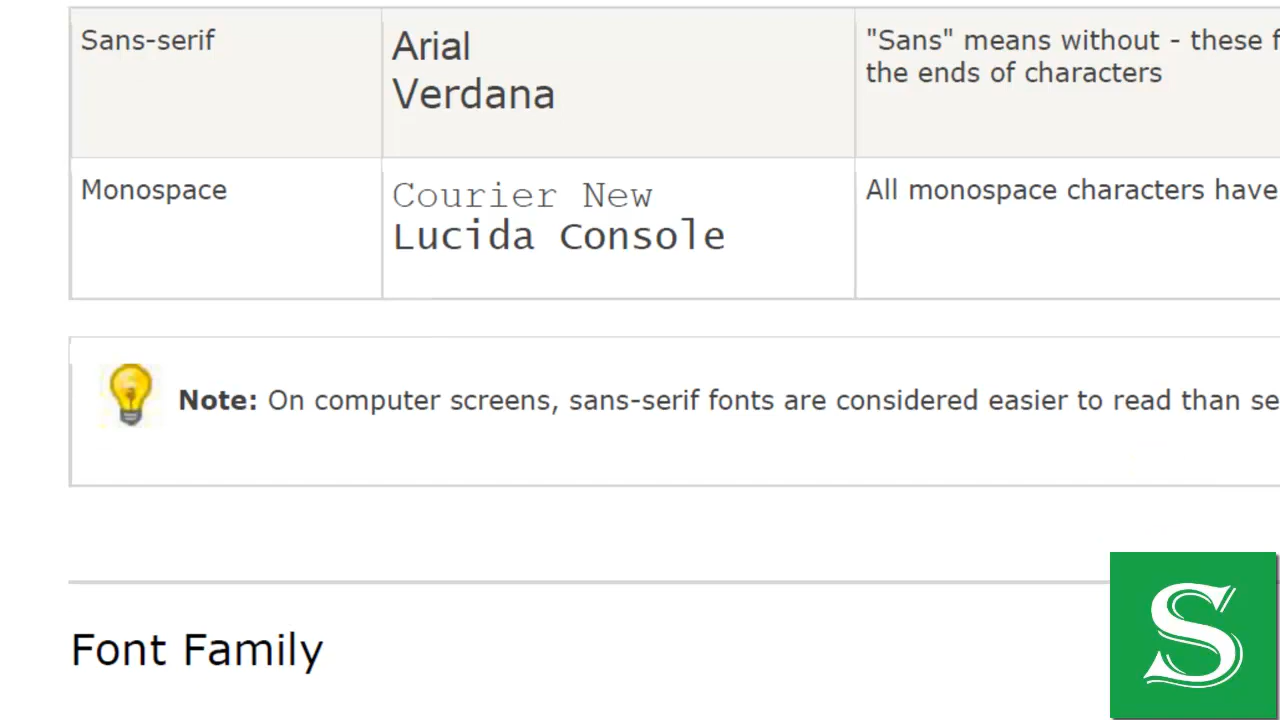 Sans-serif
Arial
Verdana
"Sans" means without - these f
the ends of characters
Monospace
Courier New
Lucida Console
All monospace characters have
Note: On computer screens, sans-serif fonts are considered easier to read than se
Font Family
S